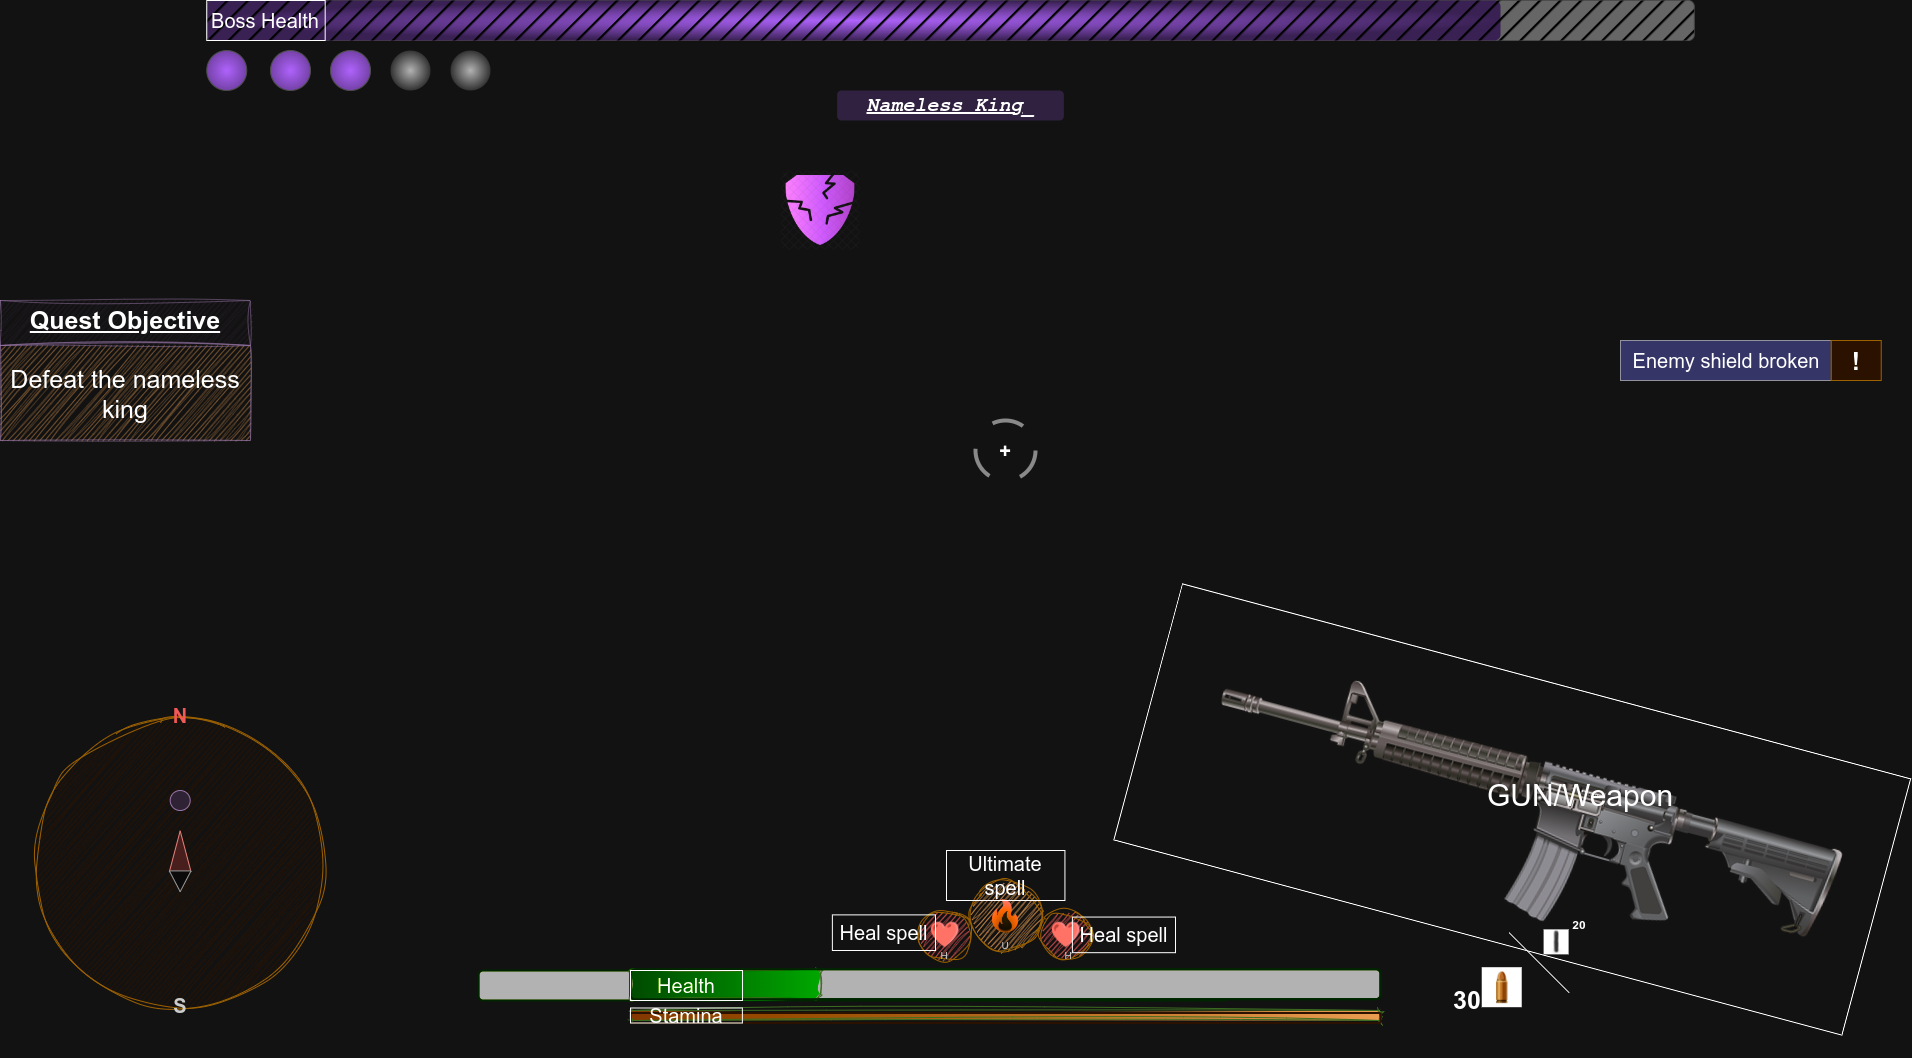 Boss Health
Nameless King_
Quest Objective
Defeat the nameless
king
Enemy shield broken
!
+
N
S
GUN/Weapon
Ultimate
spell
Heal spell
Heal spell
H
U
H
Health
Stamina
20
30